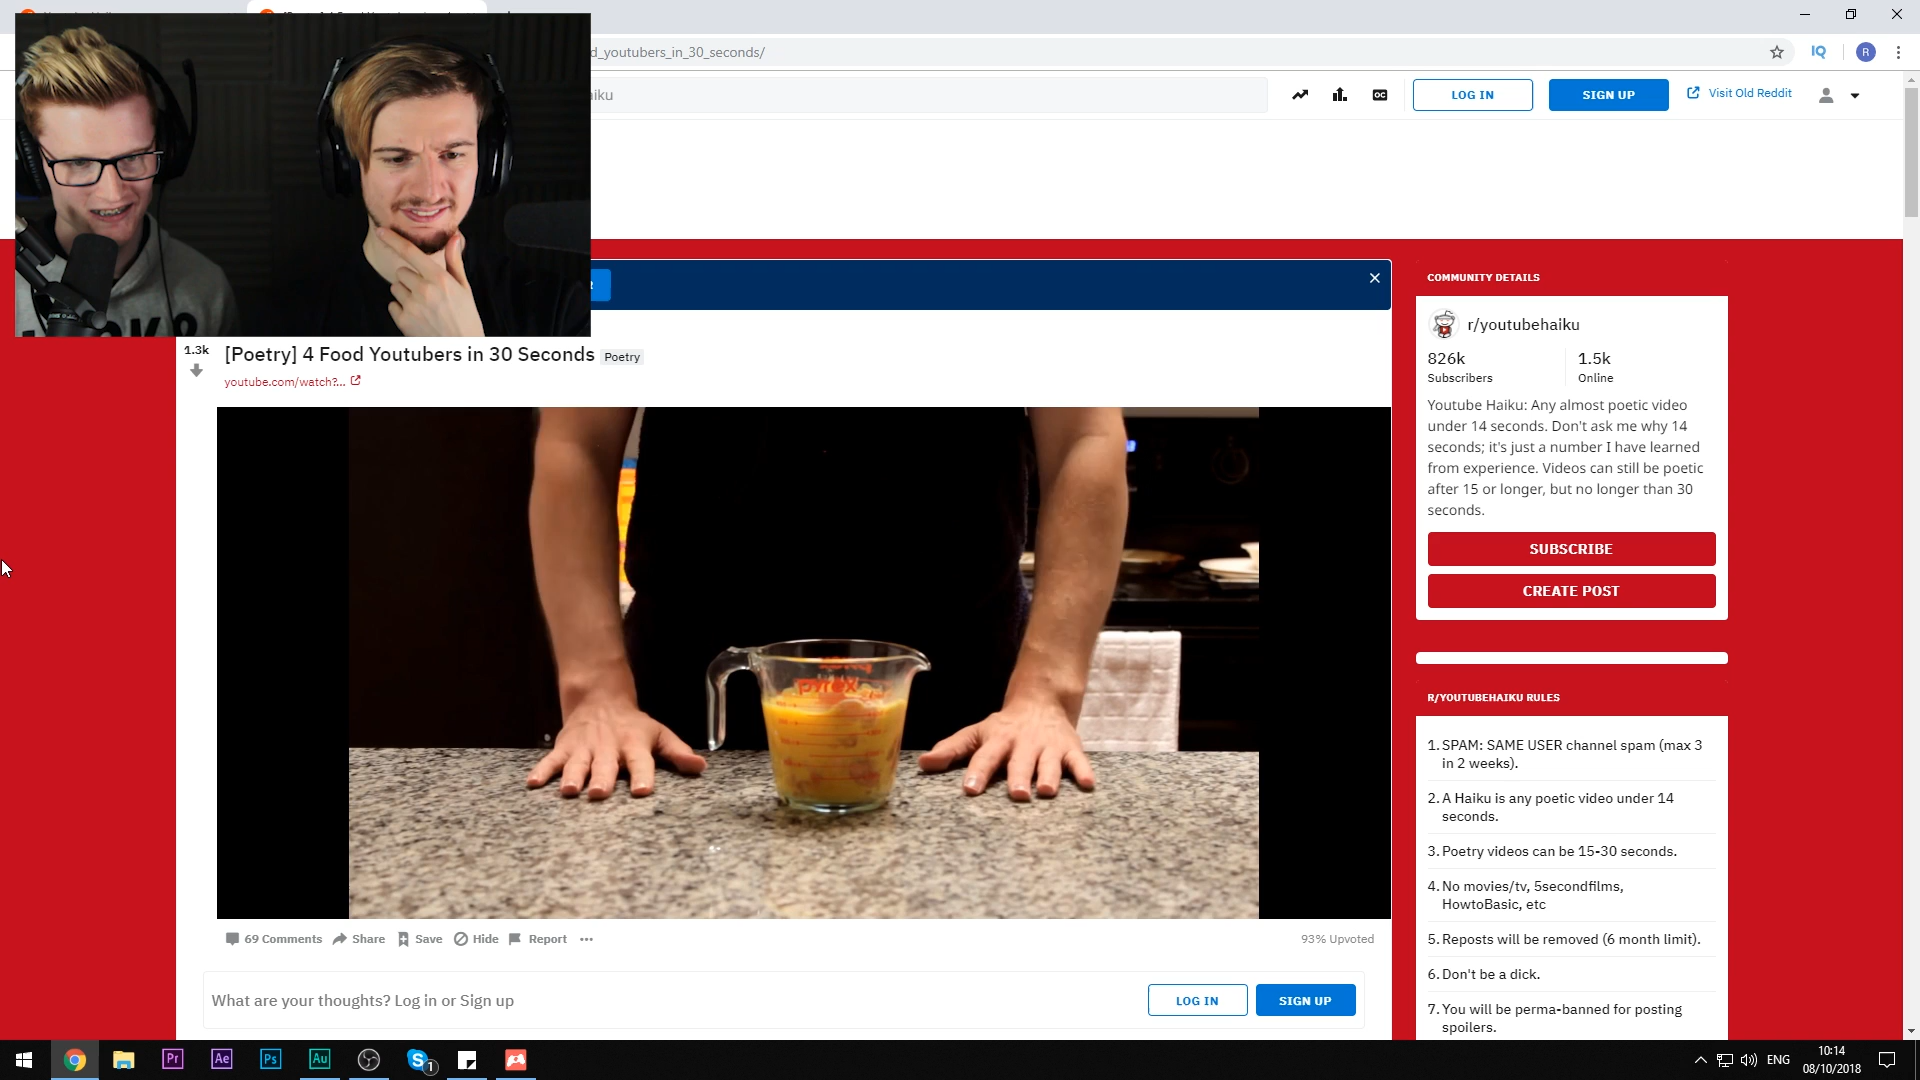 d_youtubers_in_30_seconds/
IQ
R
aiku
OC
LOG IN
SIGN UP
Visit Old Reddit
COMMUNITY DETAILS
r/youtubehaiku
826k
1.5k
Subscribers
Online
Youtube Haiku: Any almost poetic video
under 14 seconds. Don't ask me why 14
seconds; it's just a number I have learned
from experience. Videos can still be poetic
after 15 or longer, but no longer than 30
seconds.
SUBSCRIBE
CREATE POST
1.3k
[Poetry] 4 Food Youtubers in 30 Seconds
Poetry
youtube.com/watch?...
pyrex
R/YOUTUBEHAIKU RULES
1. SPAM: SAME USER channel spam (max 3
in 2 weeks).
2. A Haiku is any poetic video under 14
seconds.
3. Poetry videos can be 15-30 seconds.
4. No movies/tv, 5secondfilms,
HowtoBasic, etc
5. Reposts will be removed (6 month limit).
6. Don't be a dick.
7. You will be perma-banned for posting
spoilers.
69 Comments
Share
Save
Hide
Report
93% Upvoted
What are your thoughts? Log in or Sign up
LOG IN
SIGN UP
Pr
Ae
Ps
Au
S
1
ENG
10:14
08/10/2018